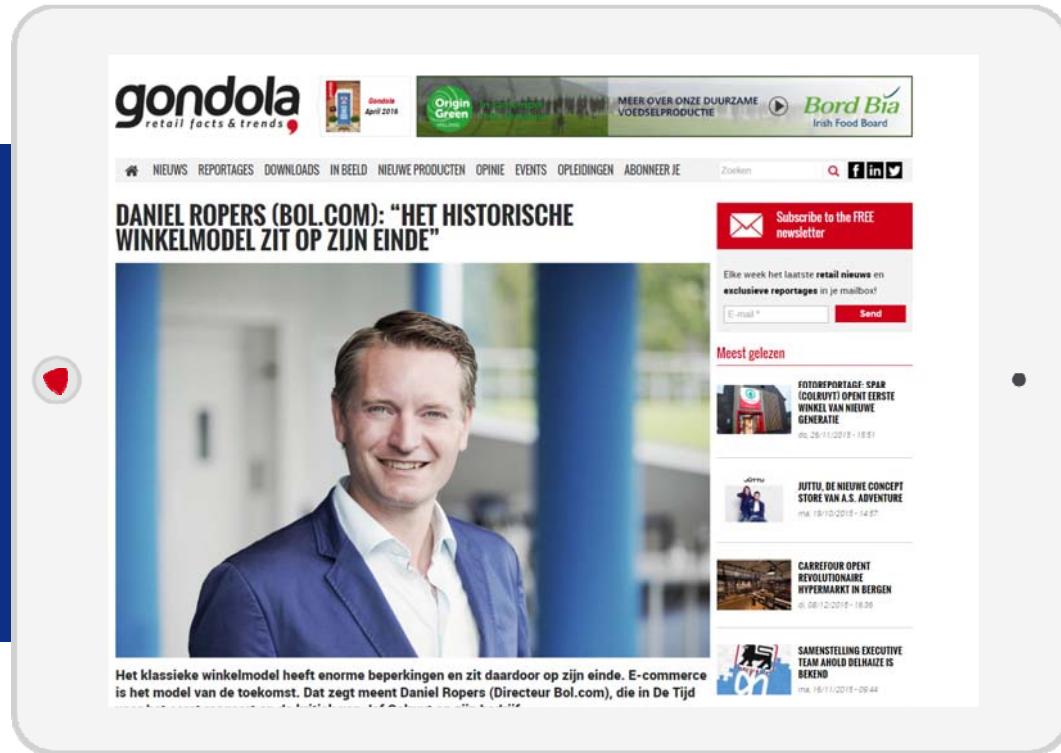 gondola
retail facts & trends
Gondola
April 2016
Origin
Green
MEER OVER ONZE DUURZAME
VOEDSELPRODUCTIE
Bord Bia
Irish Food Board
NIEUWS REPORTAGES DOWNLOADS IN BEELD NIEUWE PRODUCTEN OPINIE EVENTS OPLEIDINGEN ABONNEER JE
Zoeken
f in
DANIEL ROPERS (BOL.COM): “HET HISTORISCHE
WINKELMODEL ZIT OP ZIJN EINDE”
Het klassieke winkelmodel heeft enorme beperkingen en zit daardoor op zijn einde. E-commerce
is het model van de toekomst. Dat zegt meent Daniel Ropers (Directeur Bol.com), die in De Tijd
Subscribe to the FREE
newsletter
Elke week het laatste retail nieuws en
exclusieve reportages in je mailbox!
E-mail *
Send
Meest gelezen
FOTOREPORTAGE: SPAR
(COLRUYT) OPENT EERSTE
WINKEL VAN NIEUWE
GENERATIE
do, 26/11/2015 - 15:51
JUTTU
JUTTU, DE NIEUWE CONCEPT
STORE VAN A.S. ADVENTURE
ma, 19/10/2015 - 14:57
CARREFOUR OPENT
REVOLUTIONAIRE
HYPERMARKT IN BERGEN
di, 08/12/2015 - 16:36
SAMENSTELLING EXECUTIVE
TEAM AHOLD DELHAIZE IS
BEKEND
ma, 16/11/2015 - 09:44